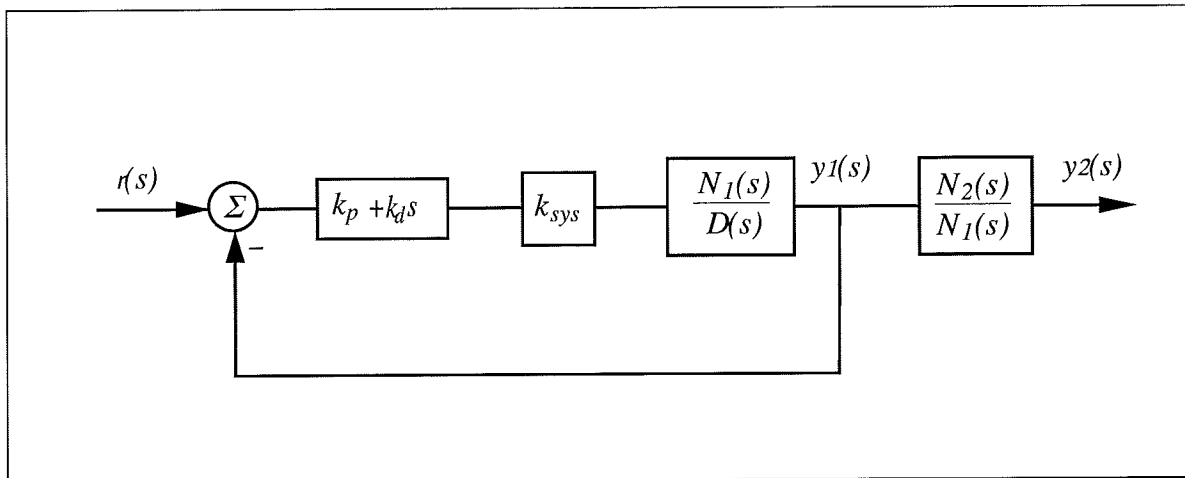 r(s)
Σ
−
k_p + k_d s
k_sys
N_1(s)
D(s)
y1(s)
N_2(s)
N_1(s)
y2(s)